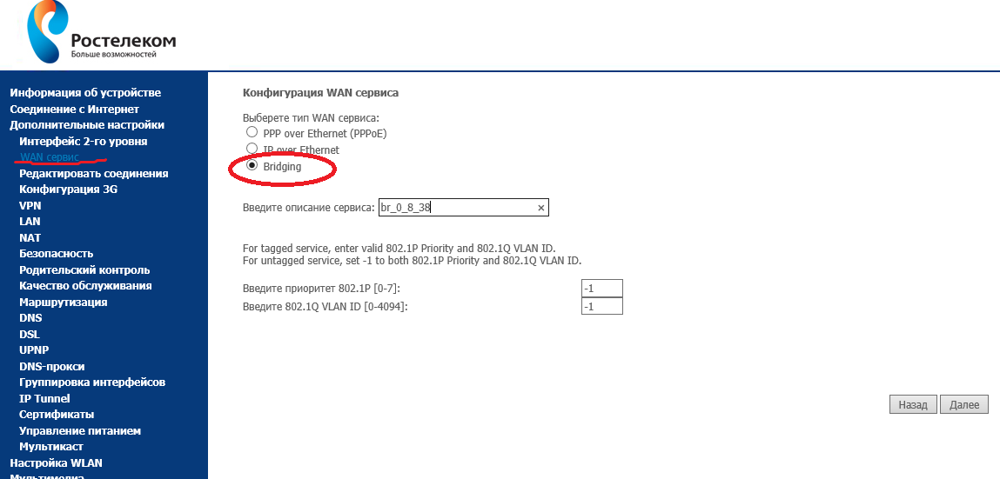 Ростелеком
Больше возможностей
Информация об устройстве
Соединение с Интернет
Дополнительные настройки
Интерфейс 2-го уровня
WAN сервис
Редактировать соединения
Конфигурация 3G
VPN
LAN
NAT
Безопасность
Родительский контроль
Качество обслуживания
Маршрутизация
DNS
DSL
UPNP
DNS-прокси
Группировка интерфейсов
IP Tunnel
Сертификаты
Управление питанием
Мультикаст
Настройка WLAN
Мультимедиа
Конфигурация WAN сервиса
Выберете тип WAN сервиса:
PPP over Ethernet (PPPoE)
IP over Ethernet
Bridging
Введите описание сервиса: br_0_8_38 ×
For tagged service, enter valid 802.1P Priority and 802.1Q VLAN ID.
For untagged service, set -1 to both 802.1P Priority and 802.1Q VLAN ID.
Введите приоритет 802.1P [0-7]: -1
Введите 802.1Q VLAN ID [0-4094]: -1
Назад Далее